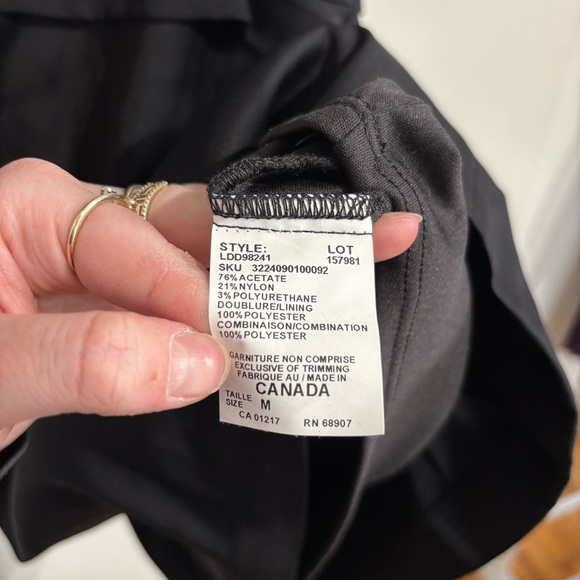 STYLE: LOT
LDD98241 157981
SKU 3224090100092
76% ACETATE
21% NYLON
3% POLYURETHANE
DOUBLURE/LINING
100% POLYESTER
COMBINAISON/COMBINATION
100% POLYESTER
GARNITURE NON COMPRISE
EXCLUSIVE OF TRIMMING
FABRIQUE AU / MADE IN
CANADA
TAILLE
SIZE M
CA 01217 RN 68907